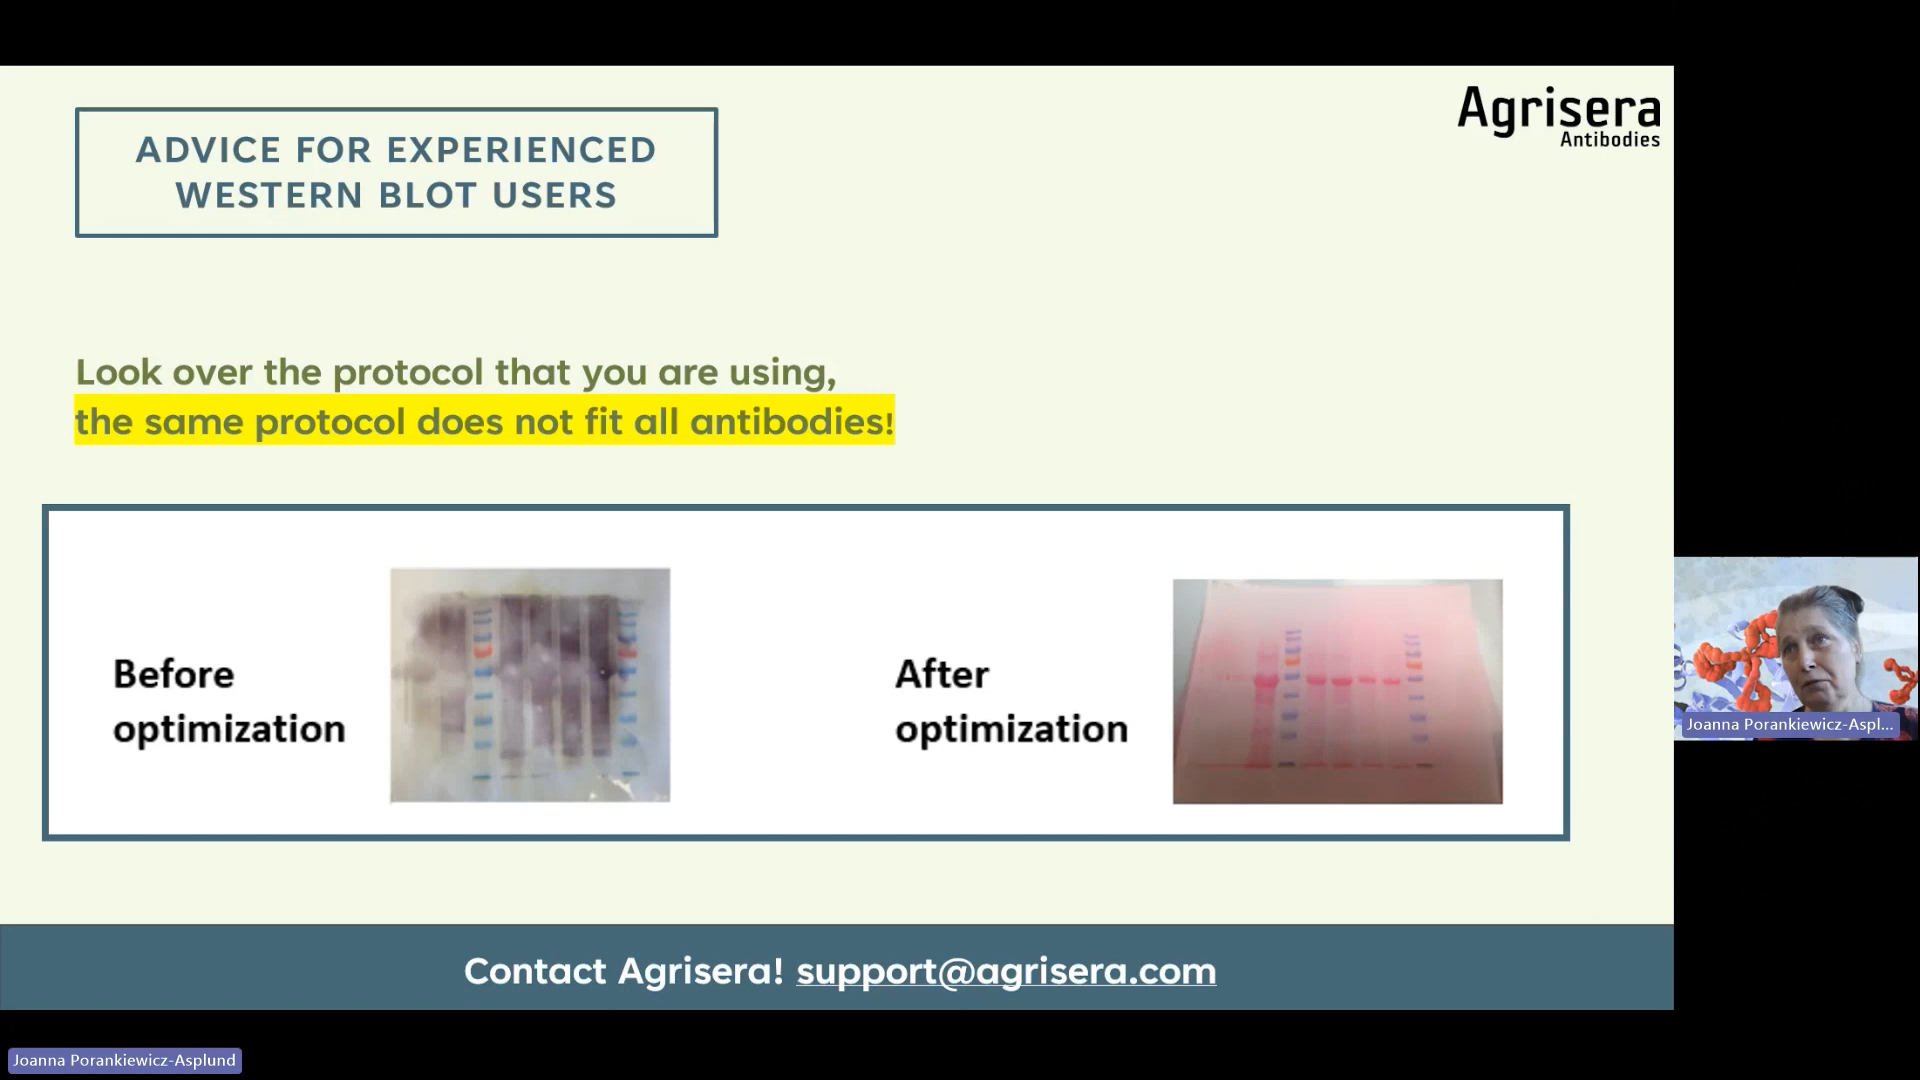 Agrisera
Antibodies
ADVICE FOR EXPERIENCED
WESTERN BLOT USERS
Look over the protocol that you are using,
the same protocol does not fit all antibodies!
Before
optimization
After
optimization
Joanna Porankiewicz-Aspl...
Contact Agrisera! support@agrisera.com
Joanna Porankiewicz-Asplund